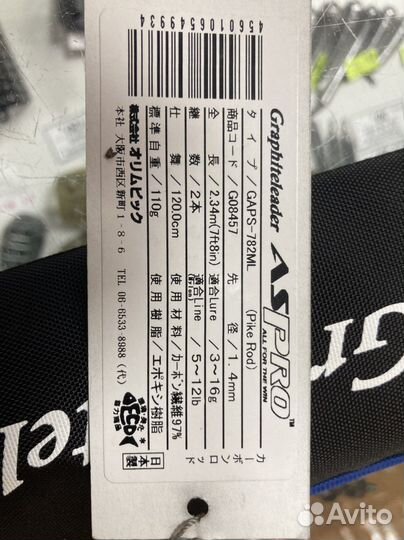 Graphiteleader ASPRO™
ALL FOR THE WIN
タイプ/GAPS-782ML (Pike Rod)
商品コード/G08457 先径/1.4mm
全長/2.34m(7ft8in) 適合Lure/3~16g
継数/2本 適合Line/5~12lb
仕舞/120.0cm 使用材料/カーボン繊維97%
標準自重/110g 使用樹脂/エポキシ樹脂
株式会社オリムピック
本社 大阪市西区新町1-8-6 TEL 06-6533-8988(代)
カーボンロッド
日本製
Avito